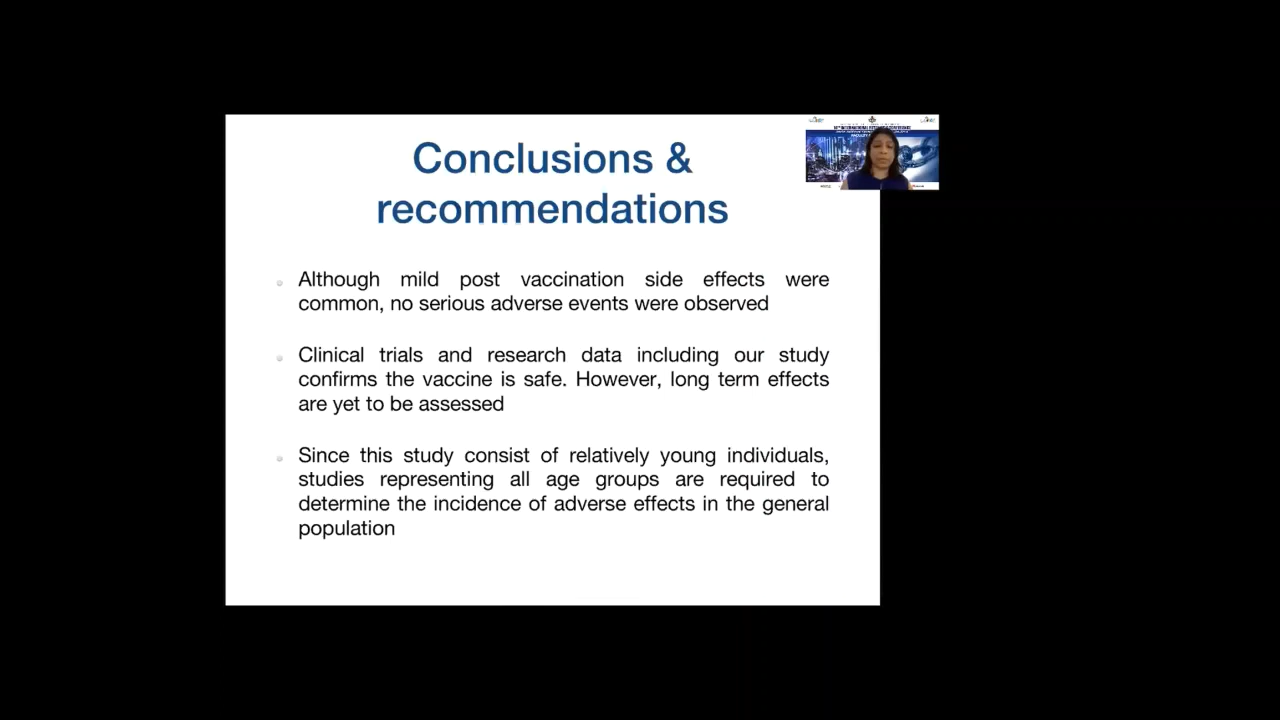 Conclusions &
recommendations
Although mild post vaccination side effects were
common, no serious adverse events were observed
Clinical trials and research data including our study
confirms the vaccine is safe. However, long term effects
are yet to be assessed
Since this study consist of relatively young individuals,
studies representing all age groups are required to
determine the incidence of adverse effects in the general
population